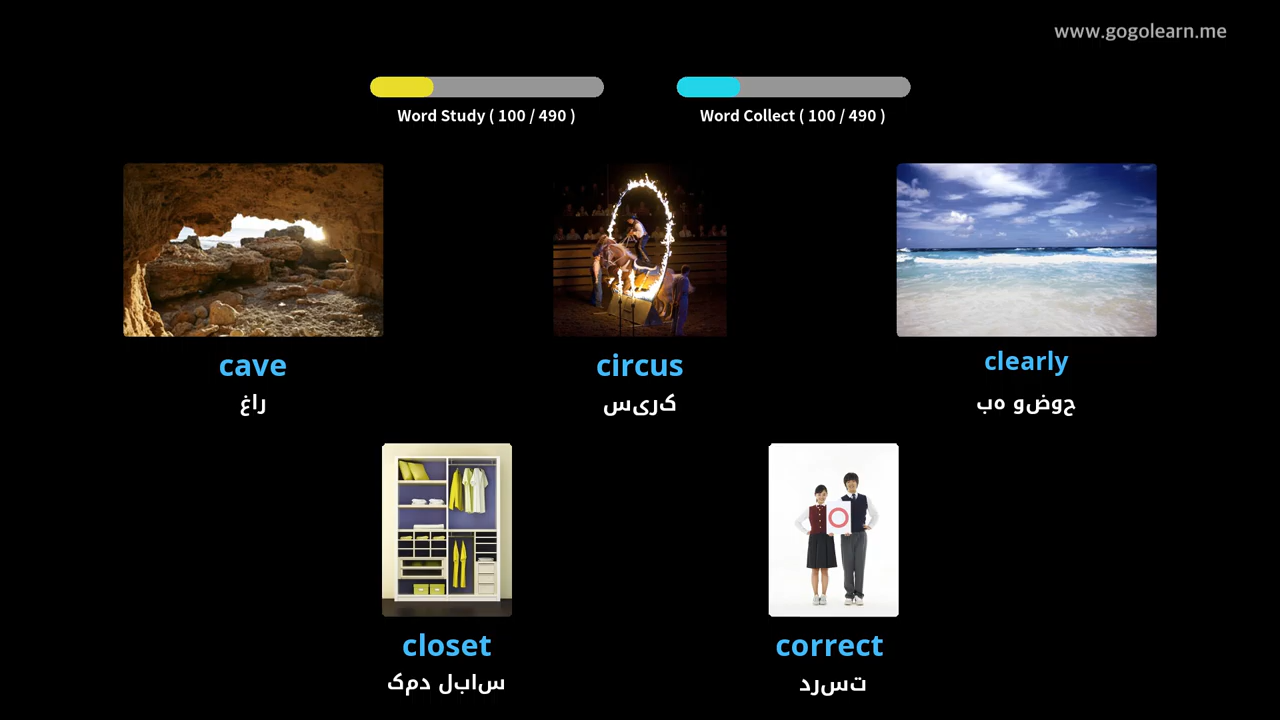 www.gogolearn.me
Word Study ( 100 / 490 )
Word Collect ( 100 / 490 )
cave
راغ
circus
کریس
clearly
حوضو هب
closet
سابل دمک
correct
تسرد